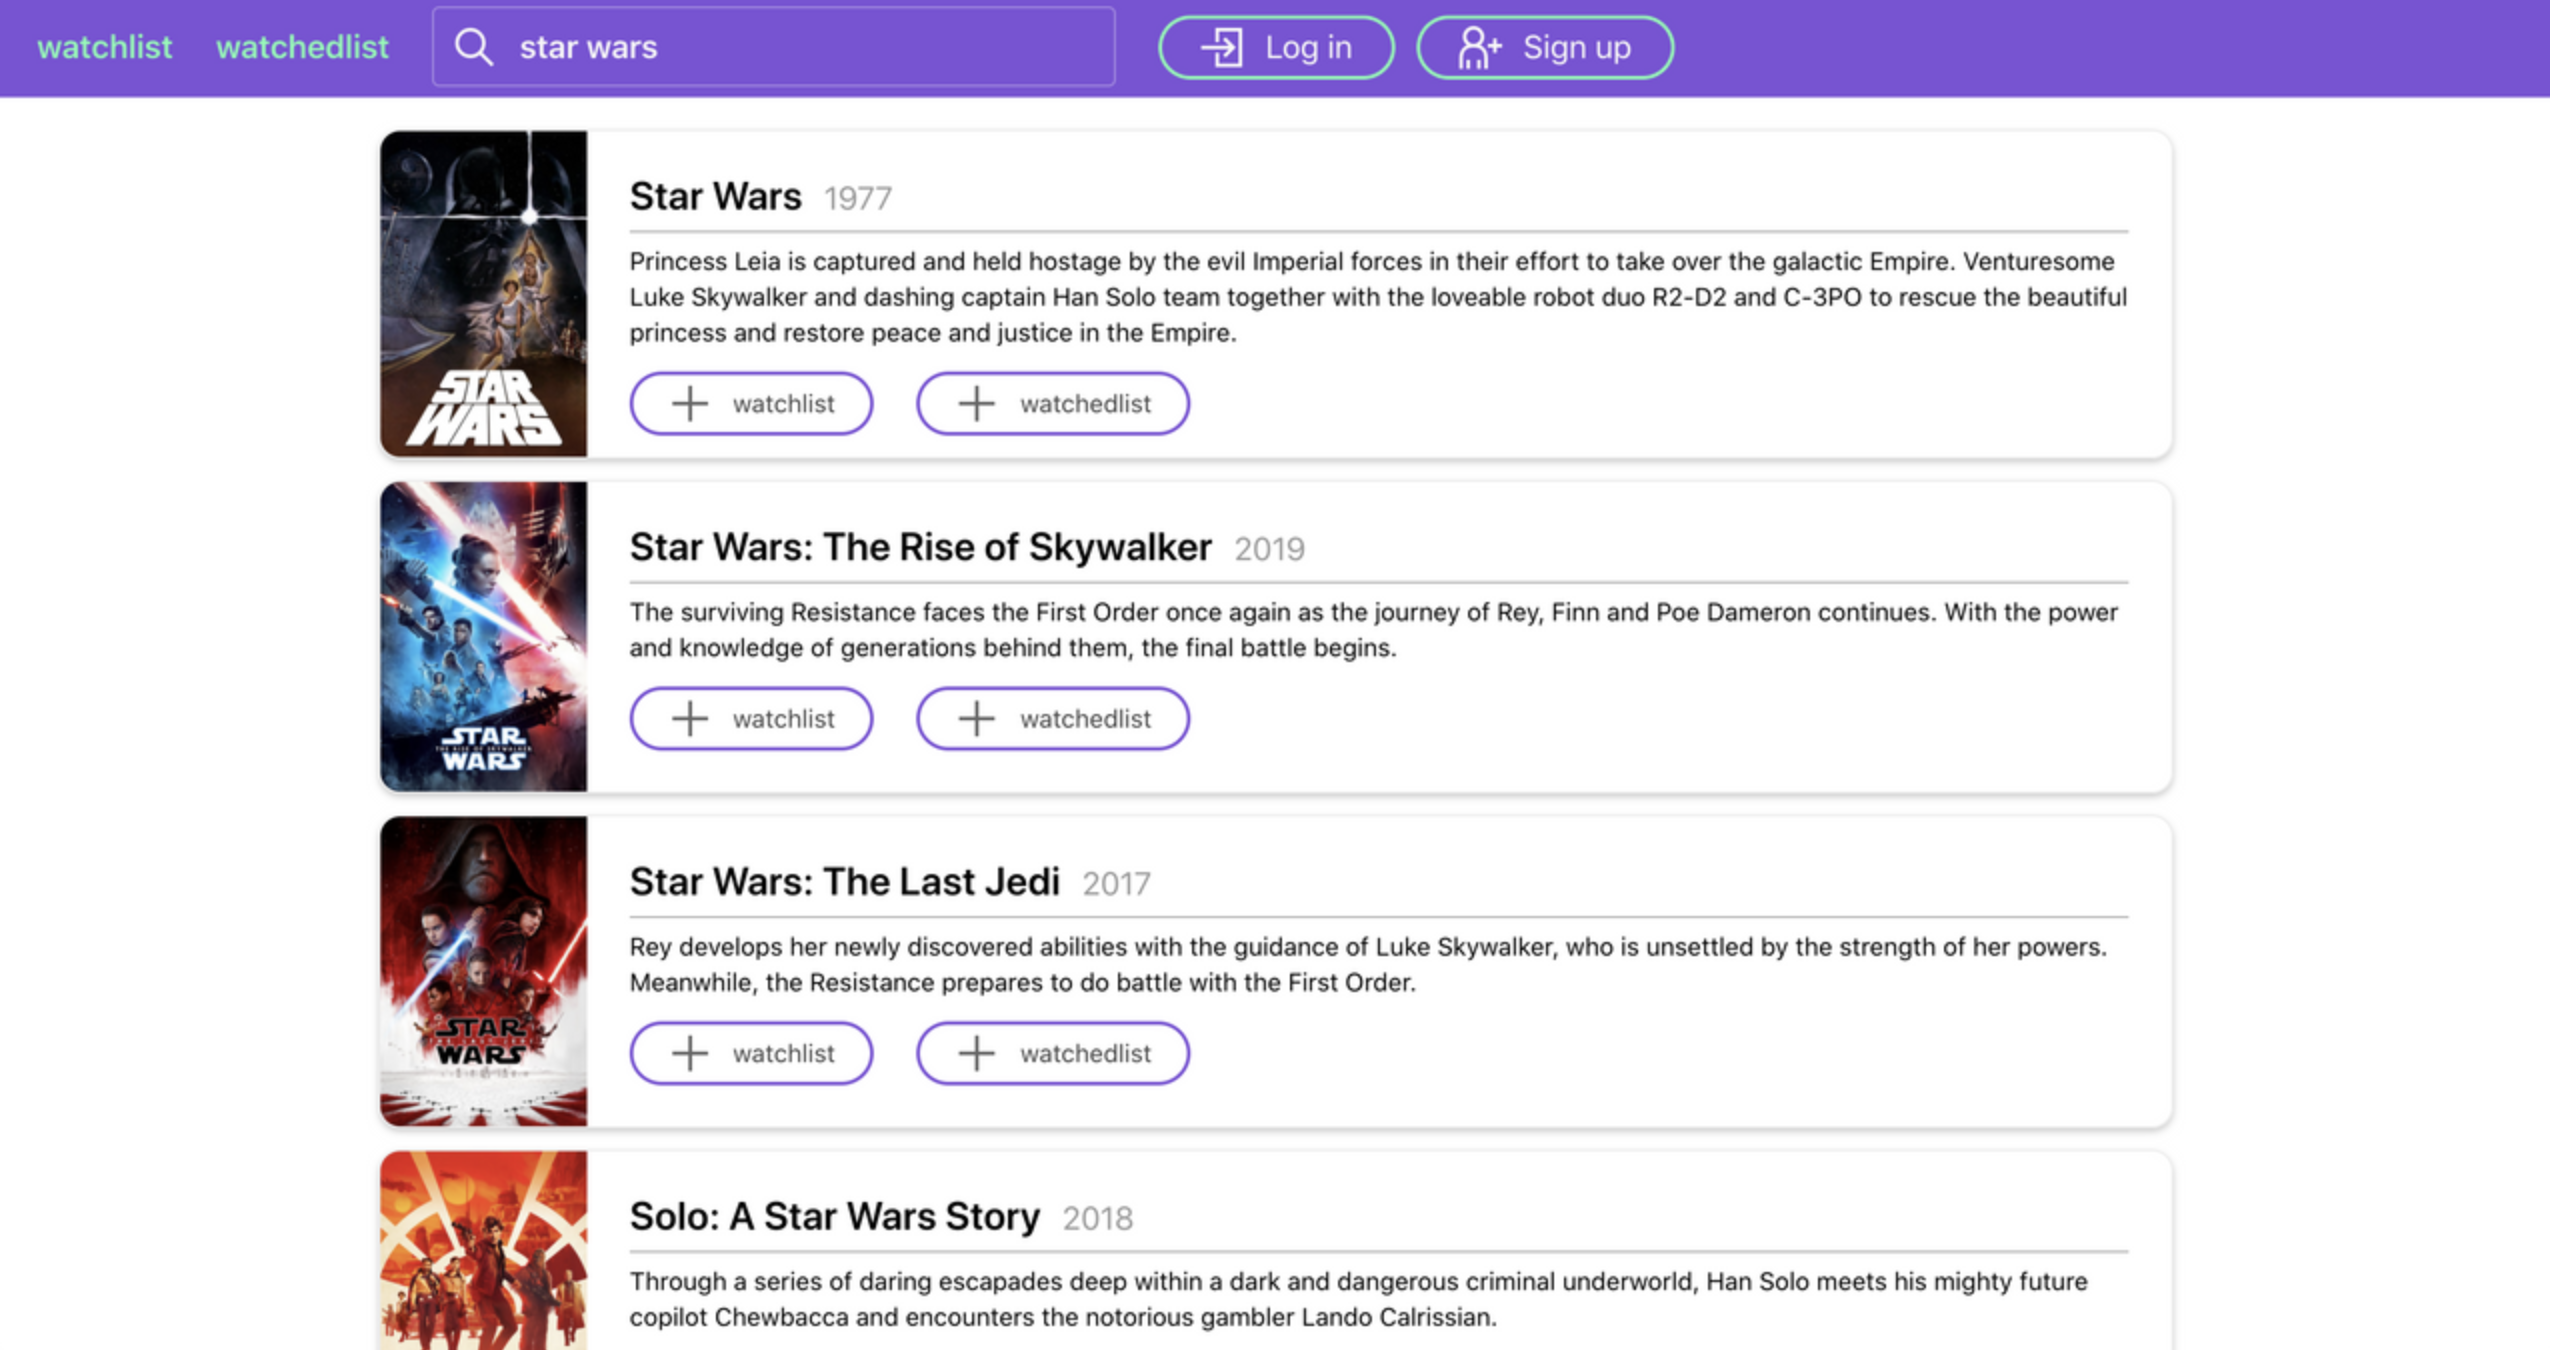 watchlist watchedlist star wars Log in Sign up
Star Wars 1977
Princess Leia is captured and held hostage by the evil Imperial forces in their effort to take over the galactic Empire. Venturesome
Luke Skywalker and dashing captain Han Solo team together with the loveable robot duo R2-D2 and C-3PO to rescue the beautiful
princess and restore peace and justice in the Empire.
watchlist watchedlist
STAR
WARS
Star Wars: The Rise of Skywalker 2019
The surviving Resistance faces the First Order once again as the journey of Rey, Finn and Poe Dameron continues. With the power
and knowledge of generations behind them, the final battle begins.
watchlist watchedlist
STAR
THE RISE OF SKYWALKER
WARS
Star Wars: The Last Jedi 2017
Rey develops her newly discovered abilities with the guidance of Luke Skywalker, who is unsettled by the strength of her powers.
Meanwhile, the Resistance prepares to do battle with the First Order.
watchlist watchedlist
STAR
WARS
Solo: A Star Wars Story 2018
Through a series of daring escapades deep within a dark and dangerous criminal underworld, Han Solo meets his mighty future
copilot Chewbacca and encounters the notorious gambler Lando Calrissian.